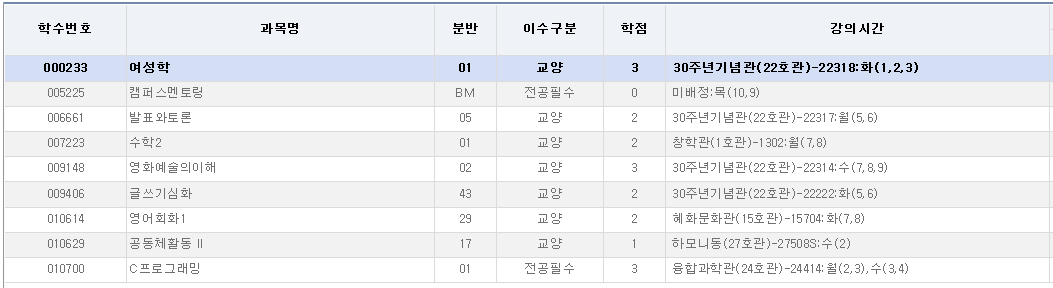 학수번호 과목명 분반 이수구분 학점 강의시간
000233 여성학 01 교양 3 30주년기념관(22호관)-22318:화(1,2,3)
005225 캠퍼스멘토링 BM 전공필수 0 미배정:목(10,9)
006661 발표와토론 05 교양 2 30주년기념관(22호관)-22317:월(5,6)
007223 수학2 01 교양 2 창학관(1호관)-1302:월(7,8)
009148 영화예술의이해 02 교양 3 30주년기념관(22호관)-22314:수(7,8,9)
009406 글쓰기심화 43 교양 2 30주년기념관(22호관)-22222:화(5,6)
010614 영어회화1 29 교양 2 혜화문화관(15호관)-15704:화(7,8)
010629 공동체활동 Ⅱ 17 교양 1 하모니동(27호관)-27508S:수(2)
010700 C프로그래밍 01 전공필수 3 융합과학관(24호관)-24414:월(2,3),수(3,4)